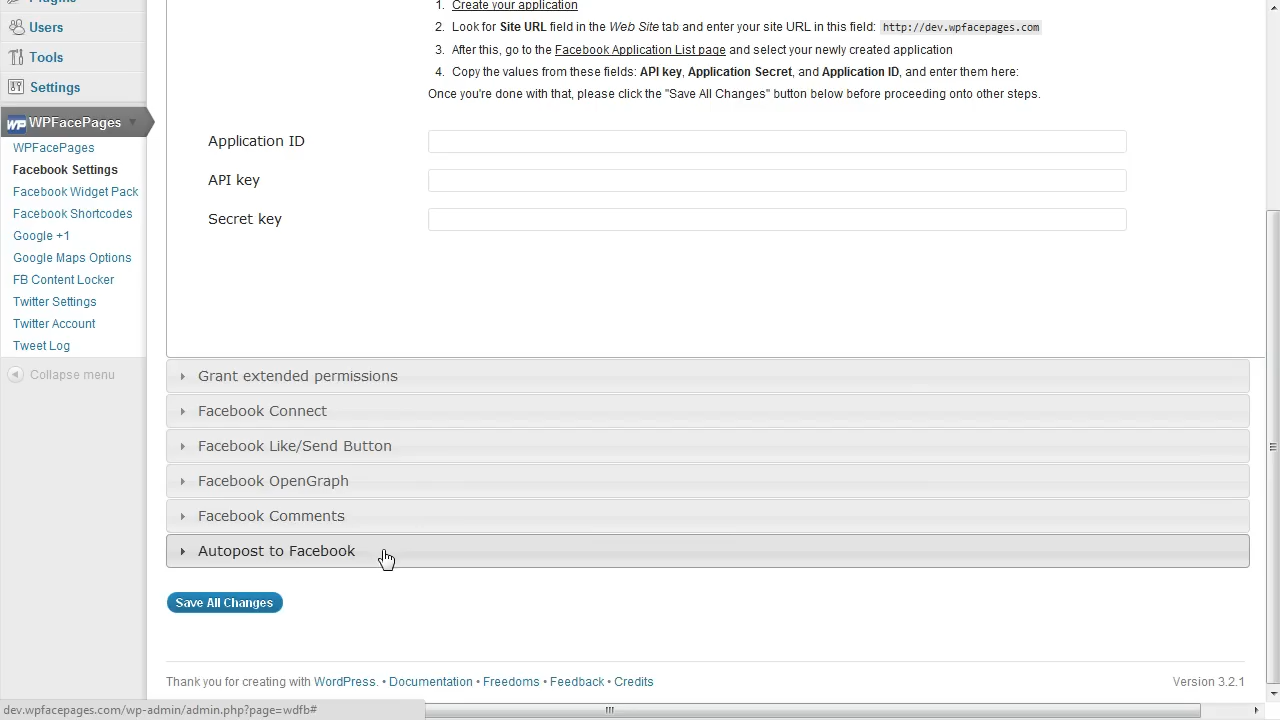 Plugins
Users
Tools
Settings
WPFacePages
WPFacePages
Facebook Settings
Facebook Widget Pack
Facebook Shortcodes
Google +1
Google Maps Options
FB Content Locker
Twitter Settings
Twitter Account
Tweet Log
Collapse menu
1. Create your application
2. Look for Site URL field in the Web Site tab and enter your site URL in this field: http://dev.wpfacepages.com
3. After this, go to the Facebook Application List page and select your newly created application
4. Copy the values from these fields: API key, Application Secret, and Application ID, and enter them here:
Once you're done with that, please click the "Save All Changes" button below before proceeding onto other steps.
Application ID
API key
Secret key
Grant extended permissions
Facebook Connect
Facebook Like/Send Button
Facebook OpenGraph
Facebook Comments
Autopost to Facebook
Save All Changes
Thank you for creating with WordPress. • Documentation • Freedoms • Feedback • Credits
Version 3.2.1
dev.wpfacepages.com/wp-admin/admin.php?page=wdfb#